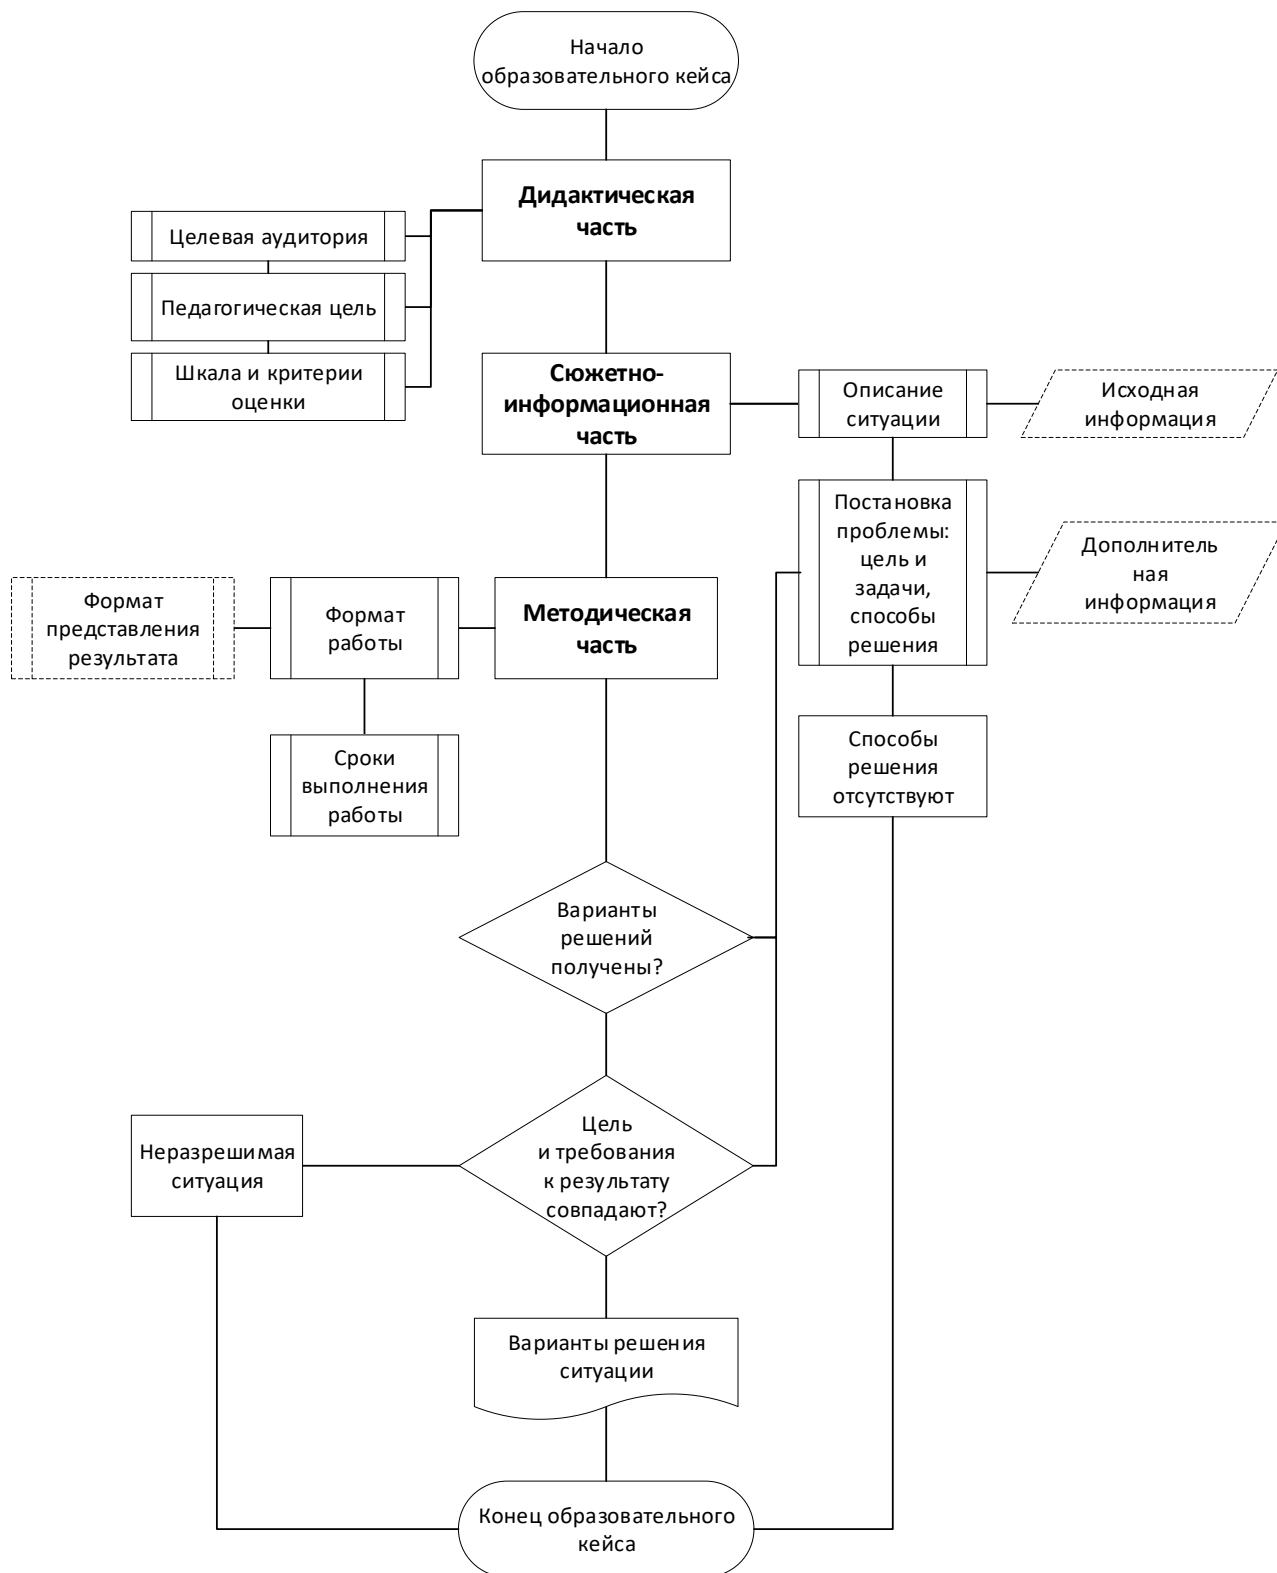 Начало
образовательного кейса
Дидактическая
часть
Целевая аудитория
Педагогическая цель
Шкала и критерии
оценки
Сюжетно-
информационная
часть
Описание
ситуации
Исходная
информация
Постановка
проблемы:
цель и
задачи,
способы
решения
Дополнитель
ная
информация
Формат
представления
результата
Формат
работы
Методическая
часть
Сроки
выполнения
работы
Способы
решения
отсутствуют
Варианты
решений
получены?
Цель
и требования
к результату
совпадают?
Неразрешимая
ситуация
Варианты решения
ситуации
Конец образовательного
кейса